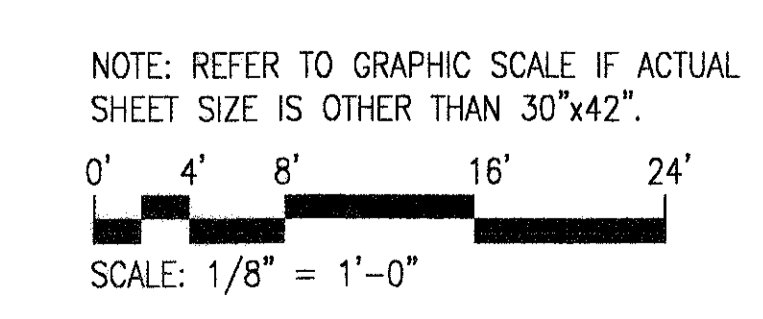 NOTE: REFER TO GRAPHIC SCALE IF ACTUAL
SHEET SIZE IS OTHER THAN 30"x42".
0' 4' 8' 16' 24'
SCALE: 1/8" = 1'-0"